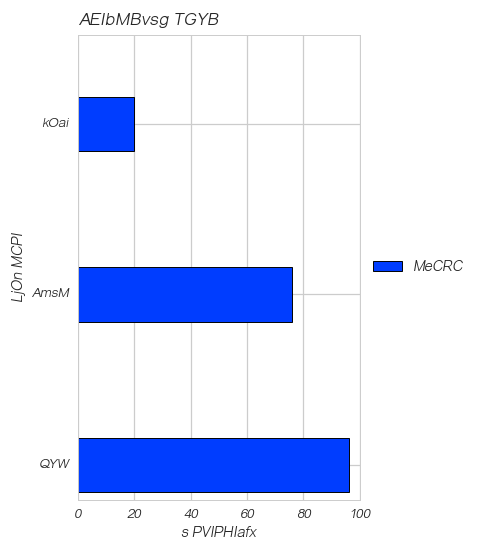 AEIbMBvsg TGYB
kOai
LjOn MCPI
AmsM
MeCRC
QYW
0 20 40 60 80 100
s PVIPHIafx